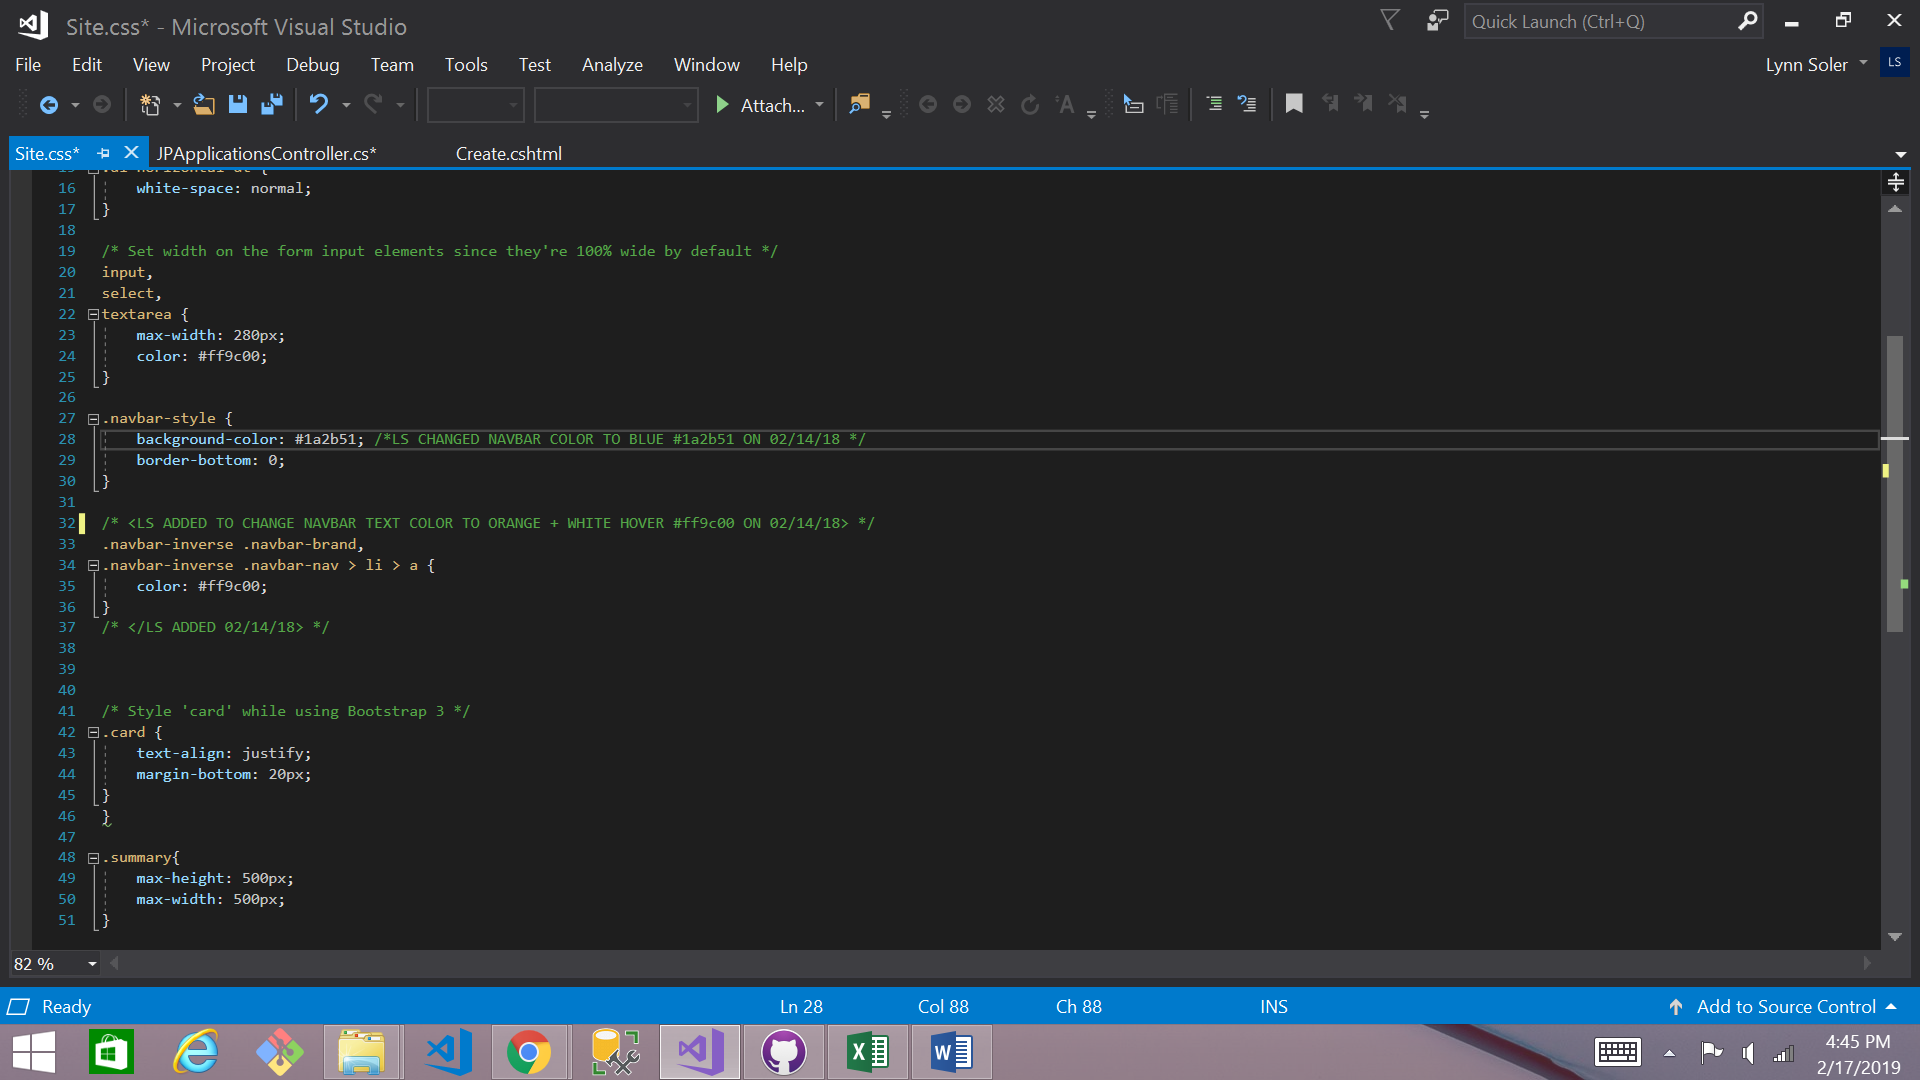 Site.css* - Microsoft Visual Studio
Quick Launch (Ctrl+Q)
File Edit View Project Debug Team Tools Test Analyze Window Help
Lynn Soler
LS
Attach...
Site.css* JPApplicationsController.cs* Create.cshtml
16 white-space: normal;
17 }
18
19 /* Set width on the form input elements since they're 100% wide by default */
20 input,
21 select,
22 textarea {
23 max-width: 280px;
24 color: #ff9c00;
25 }
26
27 .navbar-style {
28 background-color: #1a2b51; /*LS CHANGED NAVBAR COLOR TO BLUE #1a2b51 ON 02/14/18 */
29 border-bottom: 0;
30 }
31
32 /* <LS ADDED TO CHANGE NAVBAR TEXT COLOR TO ORANGE + WHITE HOVER #ff9c00 ON 02/14/18> */
33 .navbar-inverse .navbar-brand,
34 .navbar-inverse .navbar-nav > li > a {
35 color: #ff9c00;
36 }
37 /* </LS ADDED 02/14/18> */
38
39
40
41 /* Style 'card' while using Bootstrap 3 */
42 .card {
43 text-align: justify;
44 margin-bottom: 20px;
45 }
46 }
47
48 .summary{
49 max-height: 500px;
50 max-width: 500px;
51 }
82 %
Ready Ln 28 Col 88 Ch 88 INS Add to Source Control
4:45 PM
2/17/2019